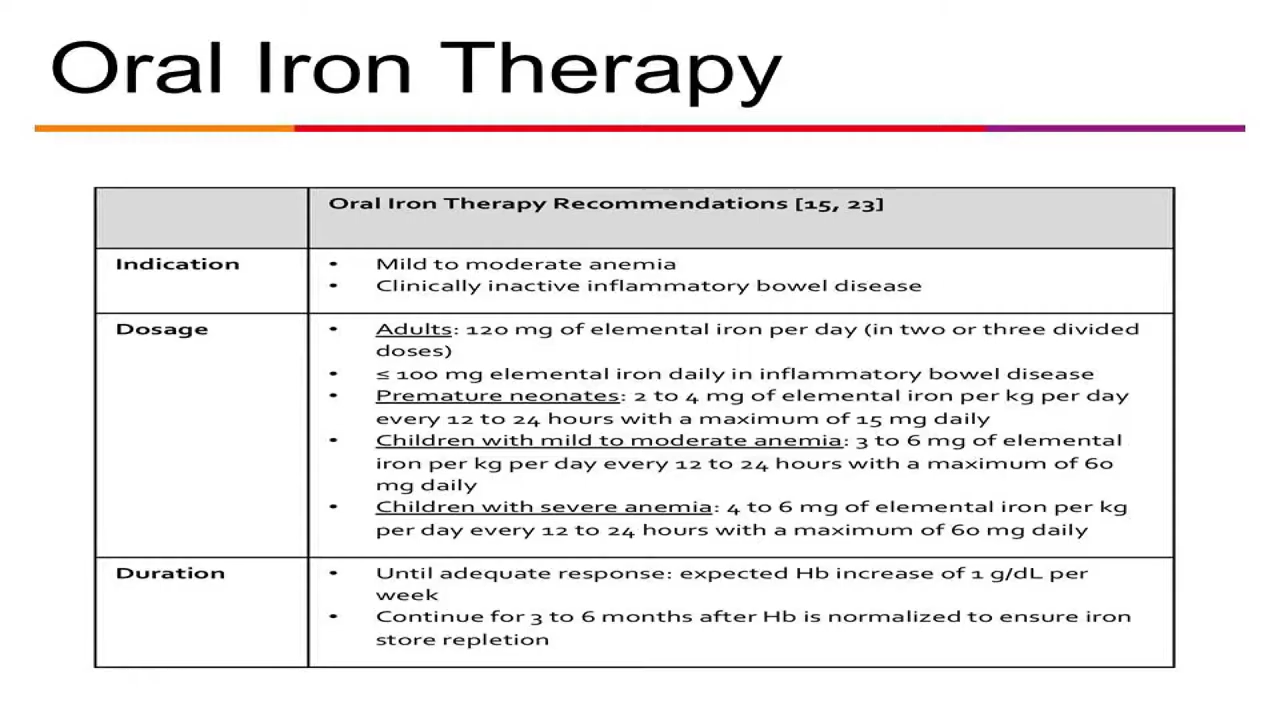 Oral Iron Therapy
Oral Iron Therapy Recommendations [15, 23]
Indication
• Mild to moderate anemia
• Clinically inactive inflammatory bowel disease
Dosage
• Adults: 120 mg of elemental iron per day (in two or three divided
doses)
• ≤ 100 mg elemental iron daily in inflammatory bowel disease
• Premature neonates: 2 to 4 mg of elemental iron per kg per day
every 12 to 24 hours with a maximum of 15 mg daily
• Children with mild to moderate anemia: 3 to 6 mg of elemental
iron per kg per day every 12 to 24 hours with a maximum of 60
mg daily
• Children with severe anemia: 4 to 6 mg of elemental iron per kg
per day every 12 to 24 hours with a maximum of 60 mg daily
Duration
• Until adequate response: expected Hb increase of 1 g/dL per
week
• Continue for 3 to 6 months after Hb is normalized to ensure iron
store repletion